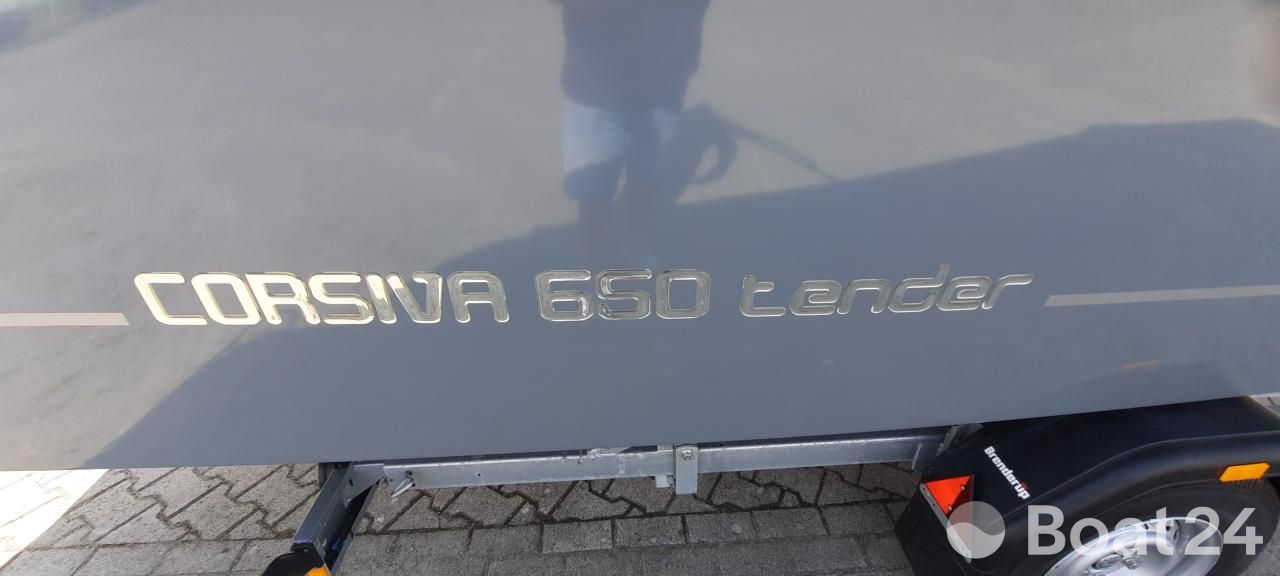 CORSIVA 650 tender
Brenderup
Boat24